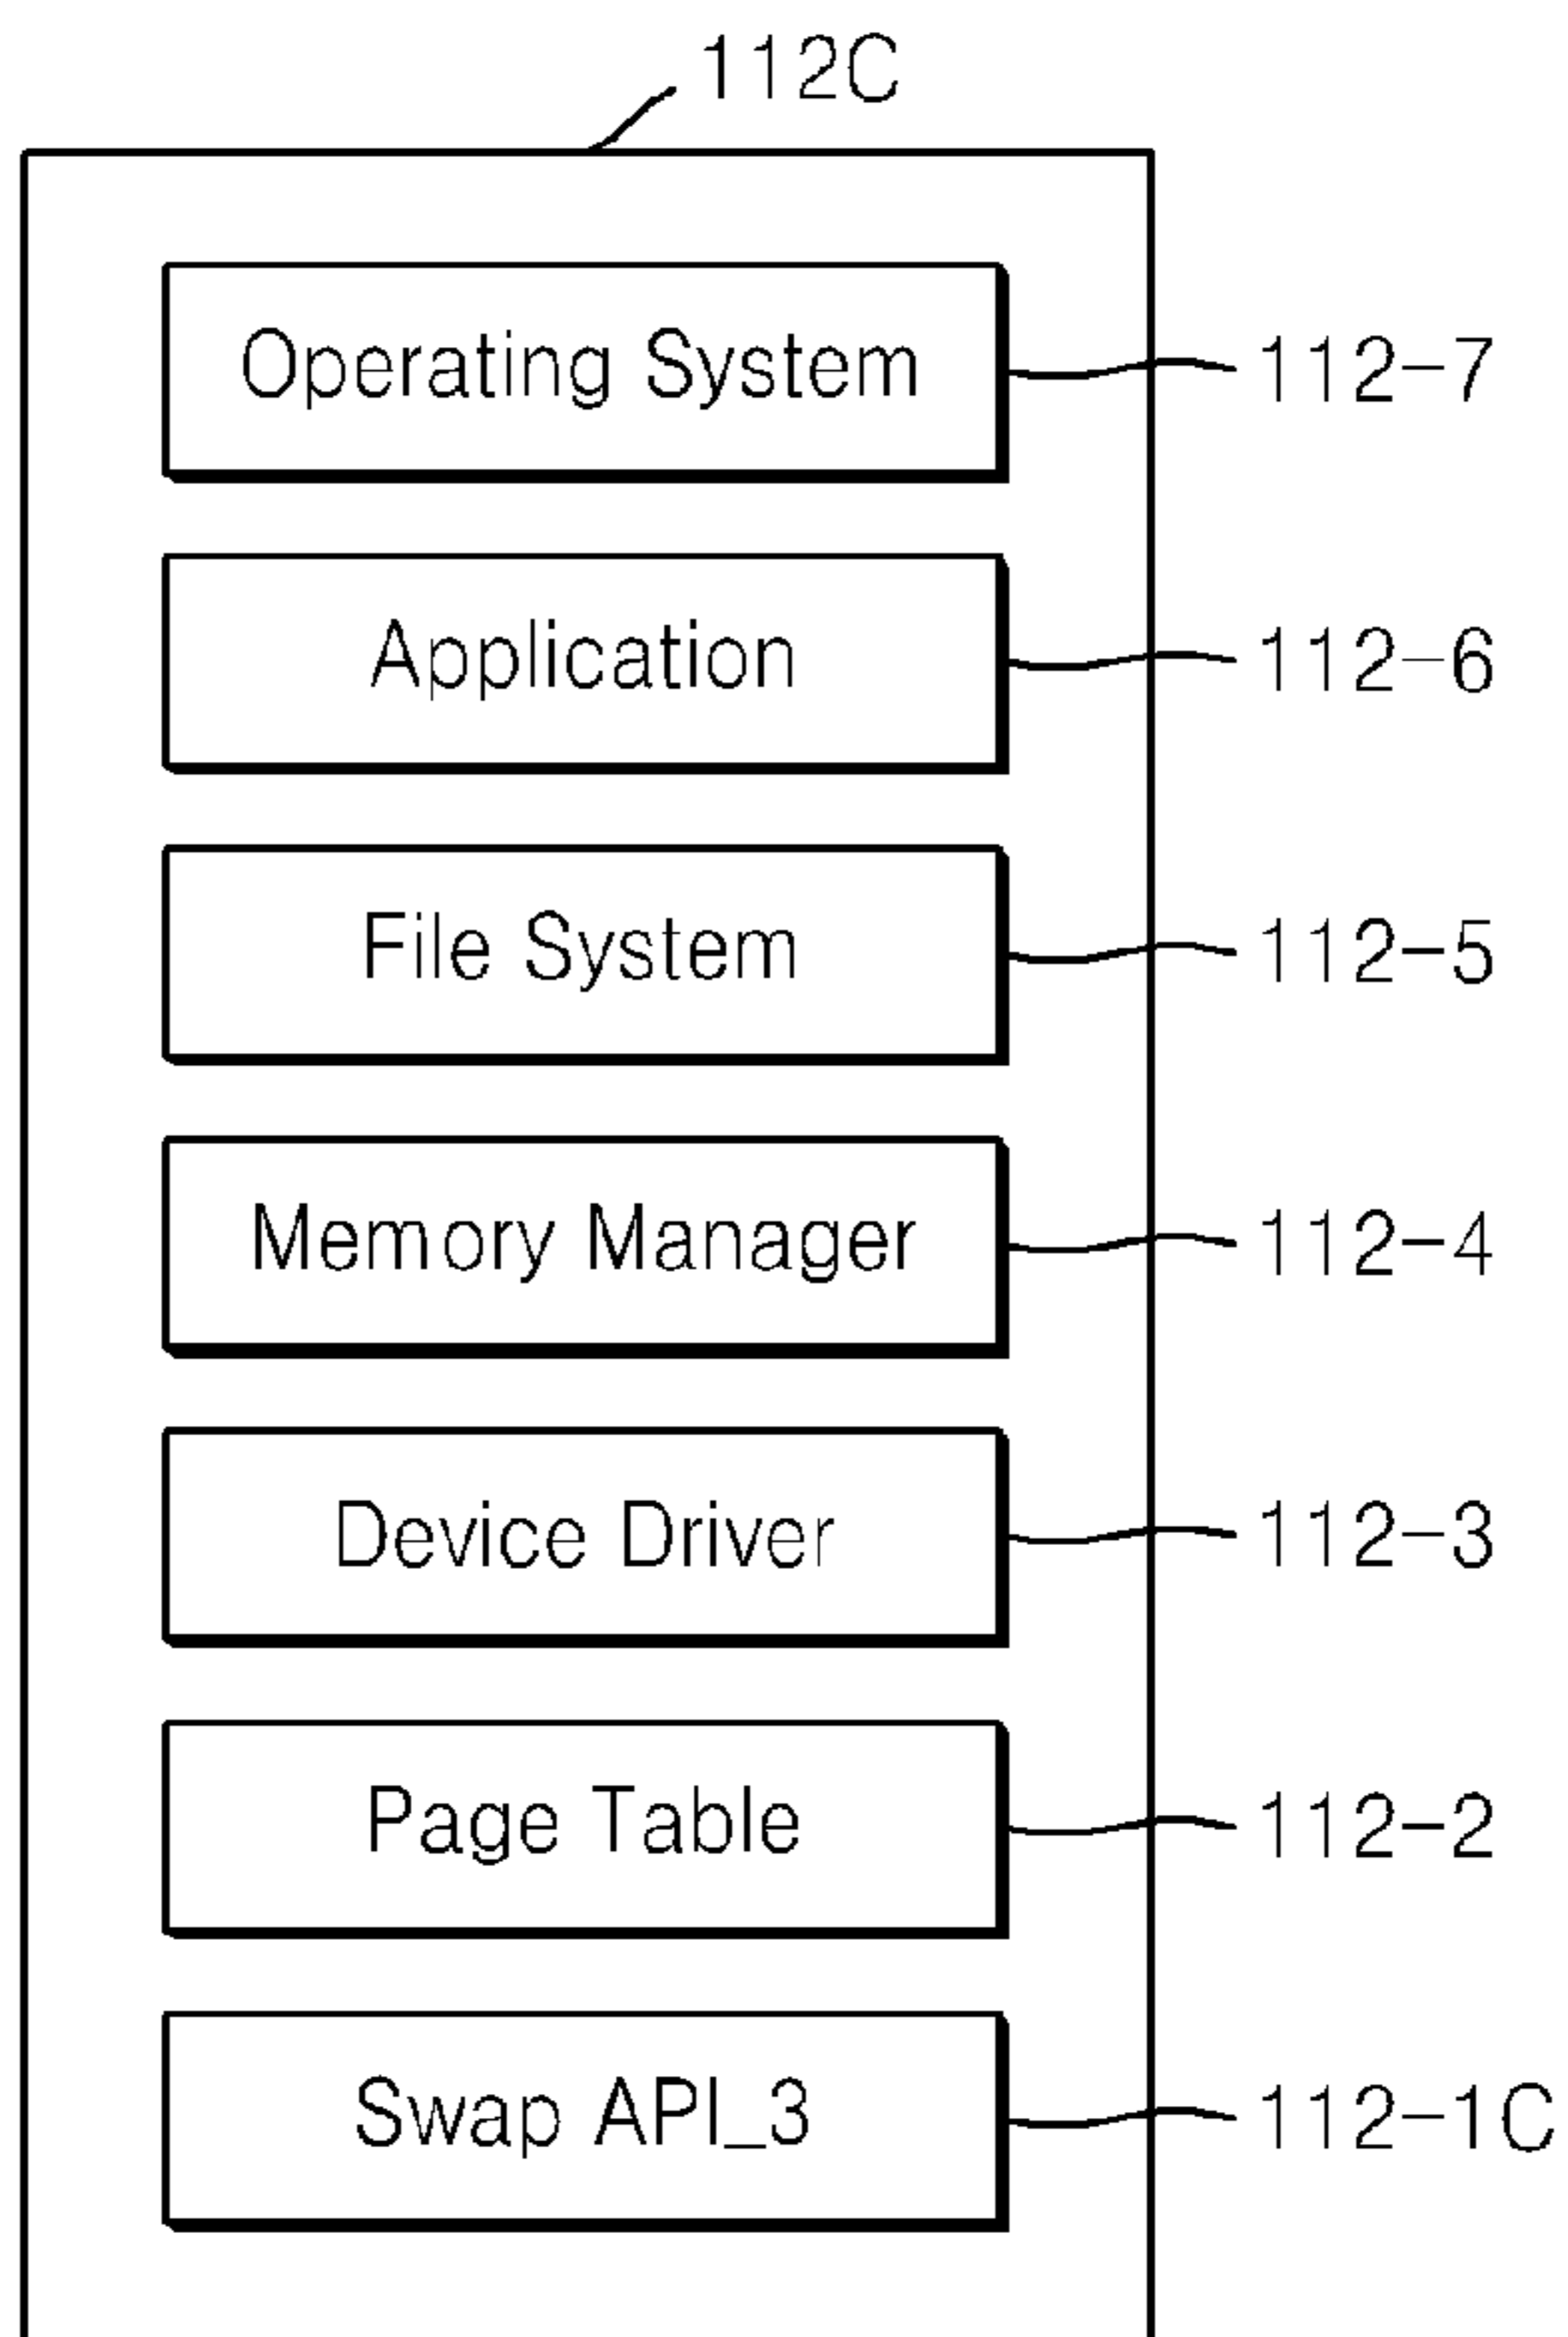 112C
Operating System 112-7
Application 112-6
File System 112-5
Memory Manager 112-4
Device Driver 112-3
Page Table 112-2
Swap API_3 112-1C